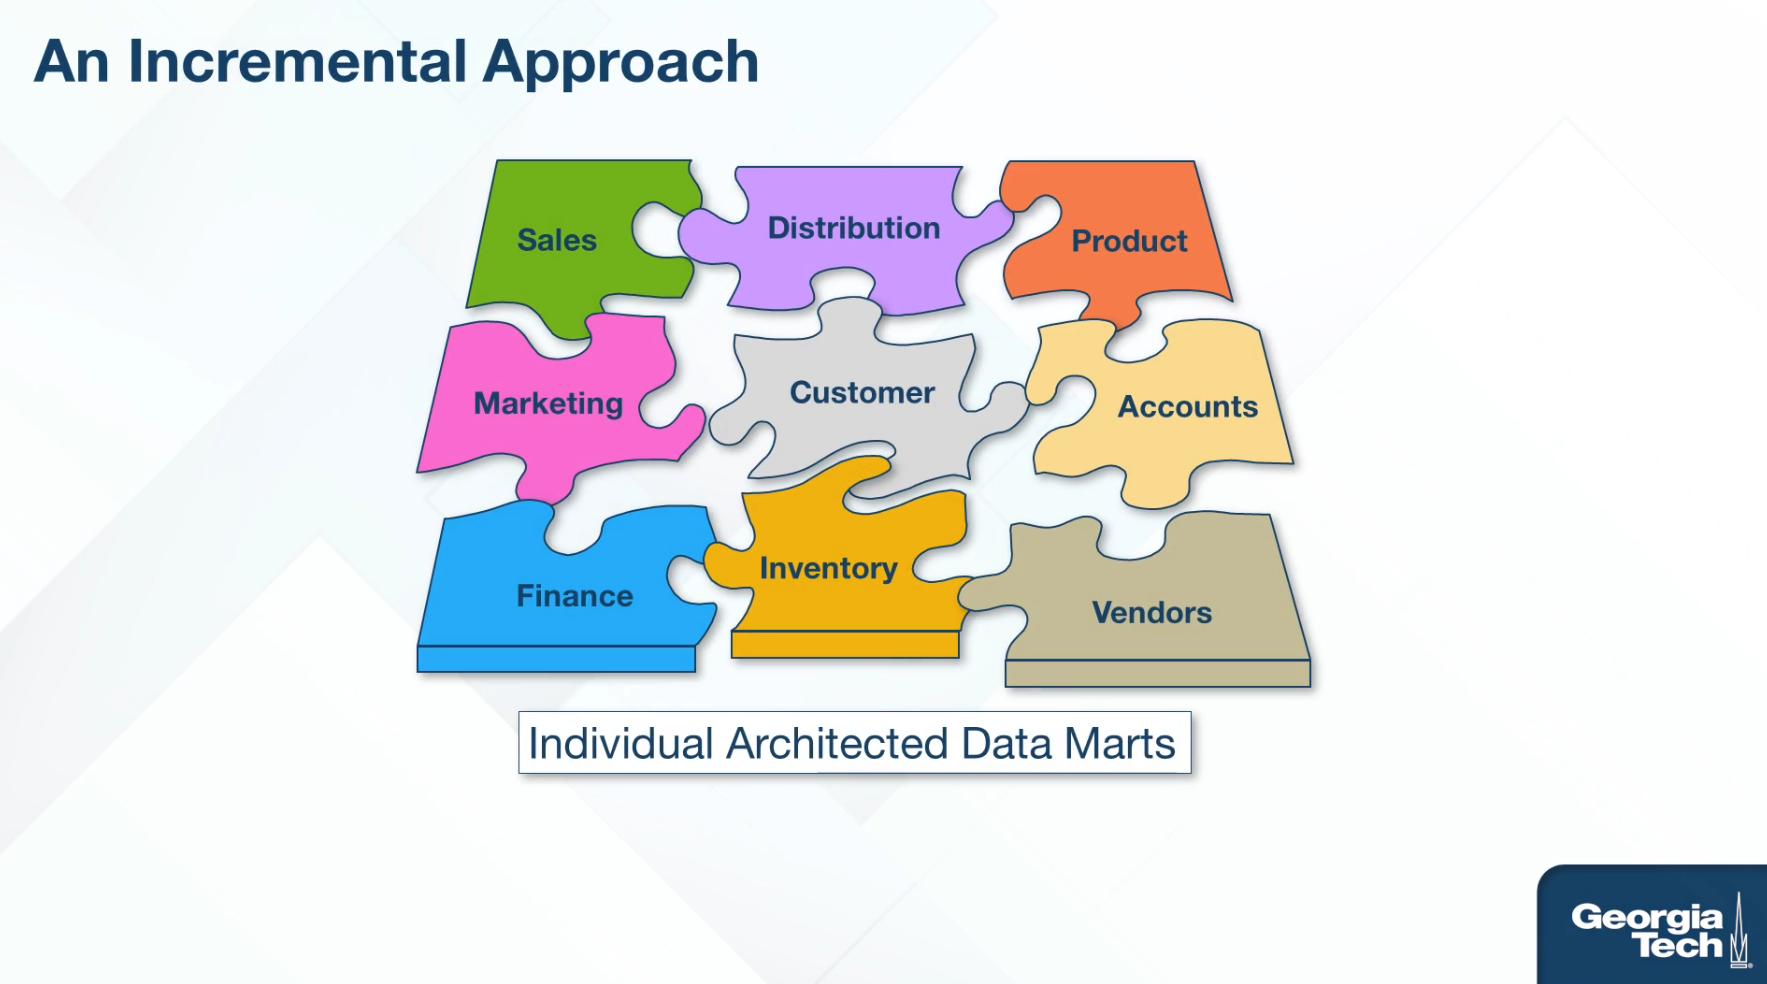 An Incremental Approach
Sales
Distribution
Product
Marketing
Customer
Accounts
Finance
Inventory
Vendors
Individual Architected Data Marts
Georgia
Tech